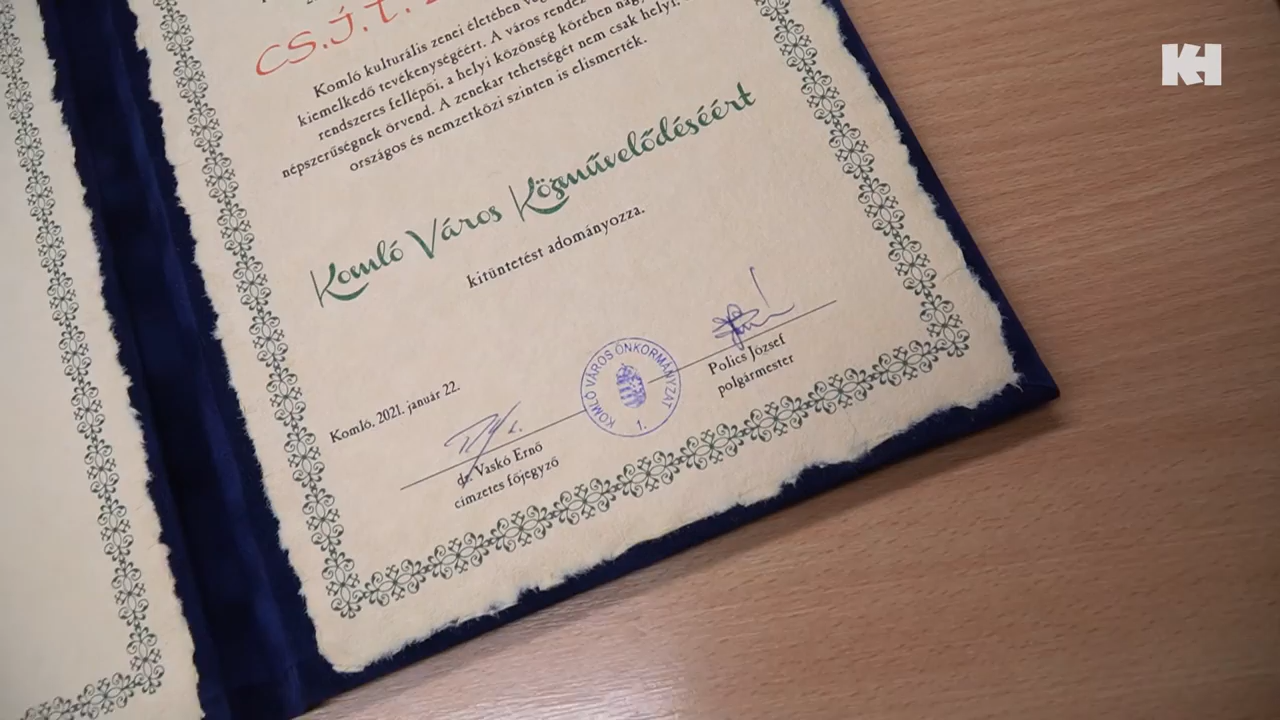 CS.J.T.
Komló kulturális zenei életében
kiemelkedő tevékenységéért. A város
rendszeres fellépői, a helyi közönség körében
népszerűségnek örvend. A zenekar tehetségét nem csak helyi,
országos és nemzetközi szinten is elismerték.
Komló Város Közművelődéséért
kitüntetést adományozza.
Komló, 2021. január 22.
dr. Vaskó Ernő
címzetes főjegyző
KOMLÓ VÁROS ÖNKORMÁNYZAT
1.
Polics József
polgármester
KH